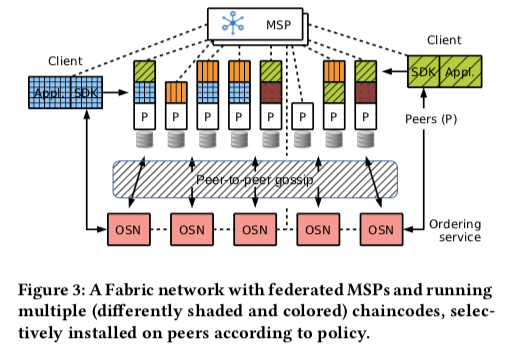 MSP
Client
Client
Appl. SDK
SDK Appl.
P P P P P P P P
Peers (P)
Peer-to-peer gossip
OSN OSN OSN OSN OSN
Ordering
service
Figure 3: A Fabric network with federated MSPs and running
multiple (differently shaded and colored) chaincodes, selec-
tively installed on peers according to policy.